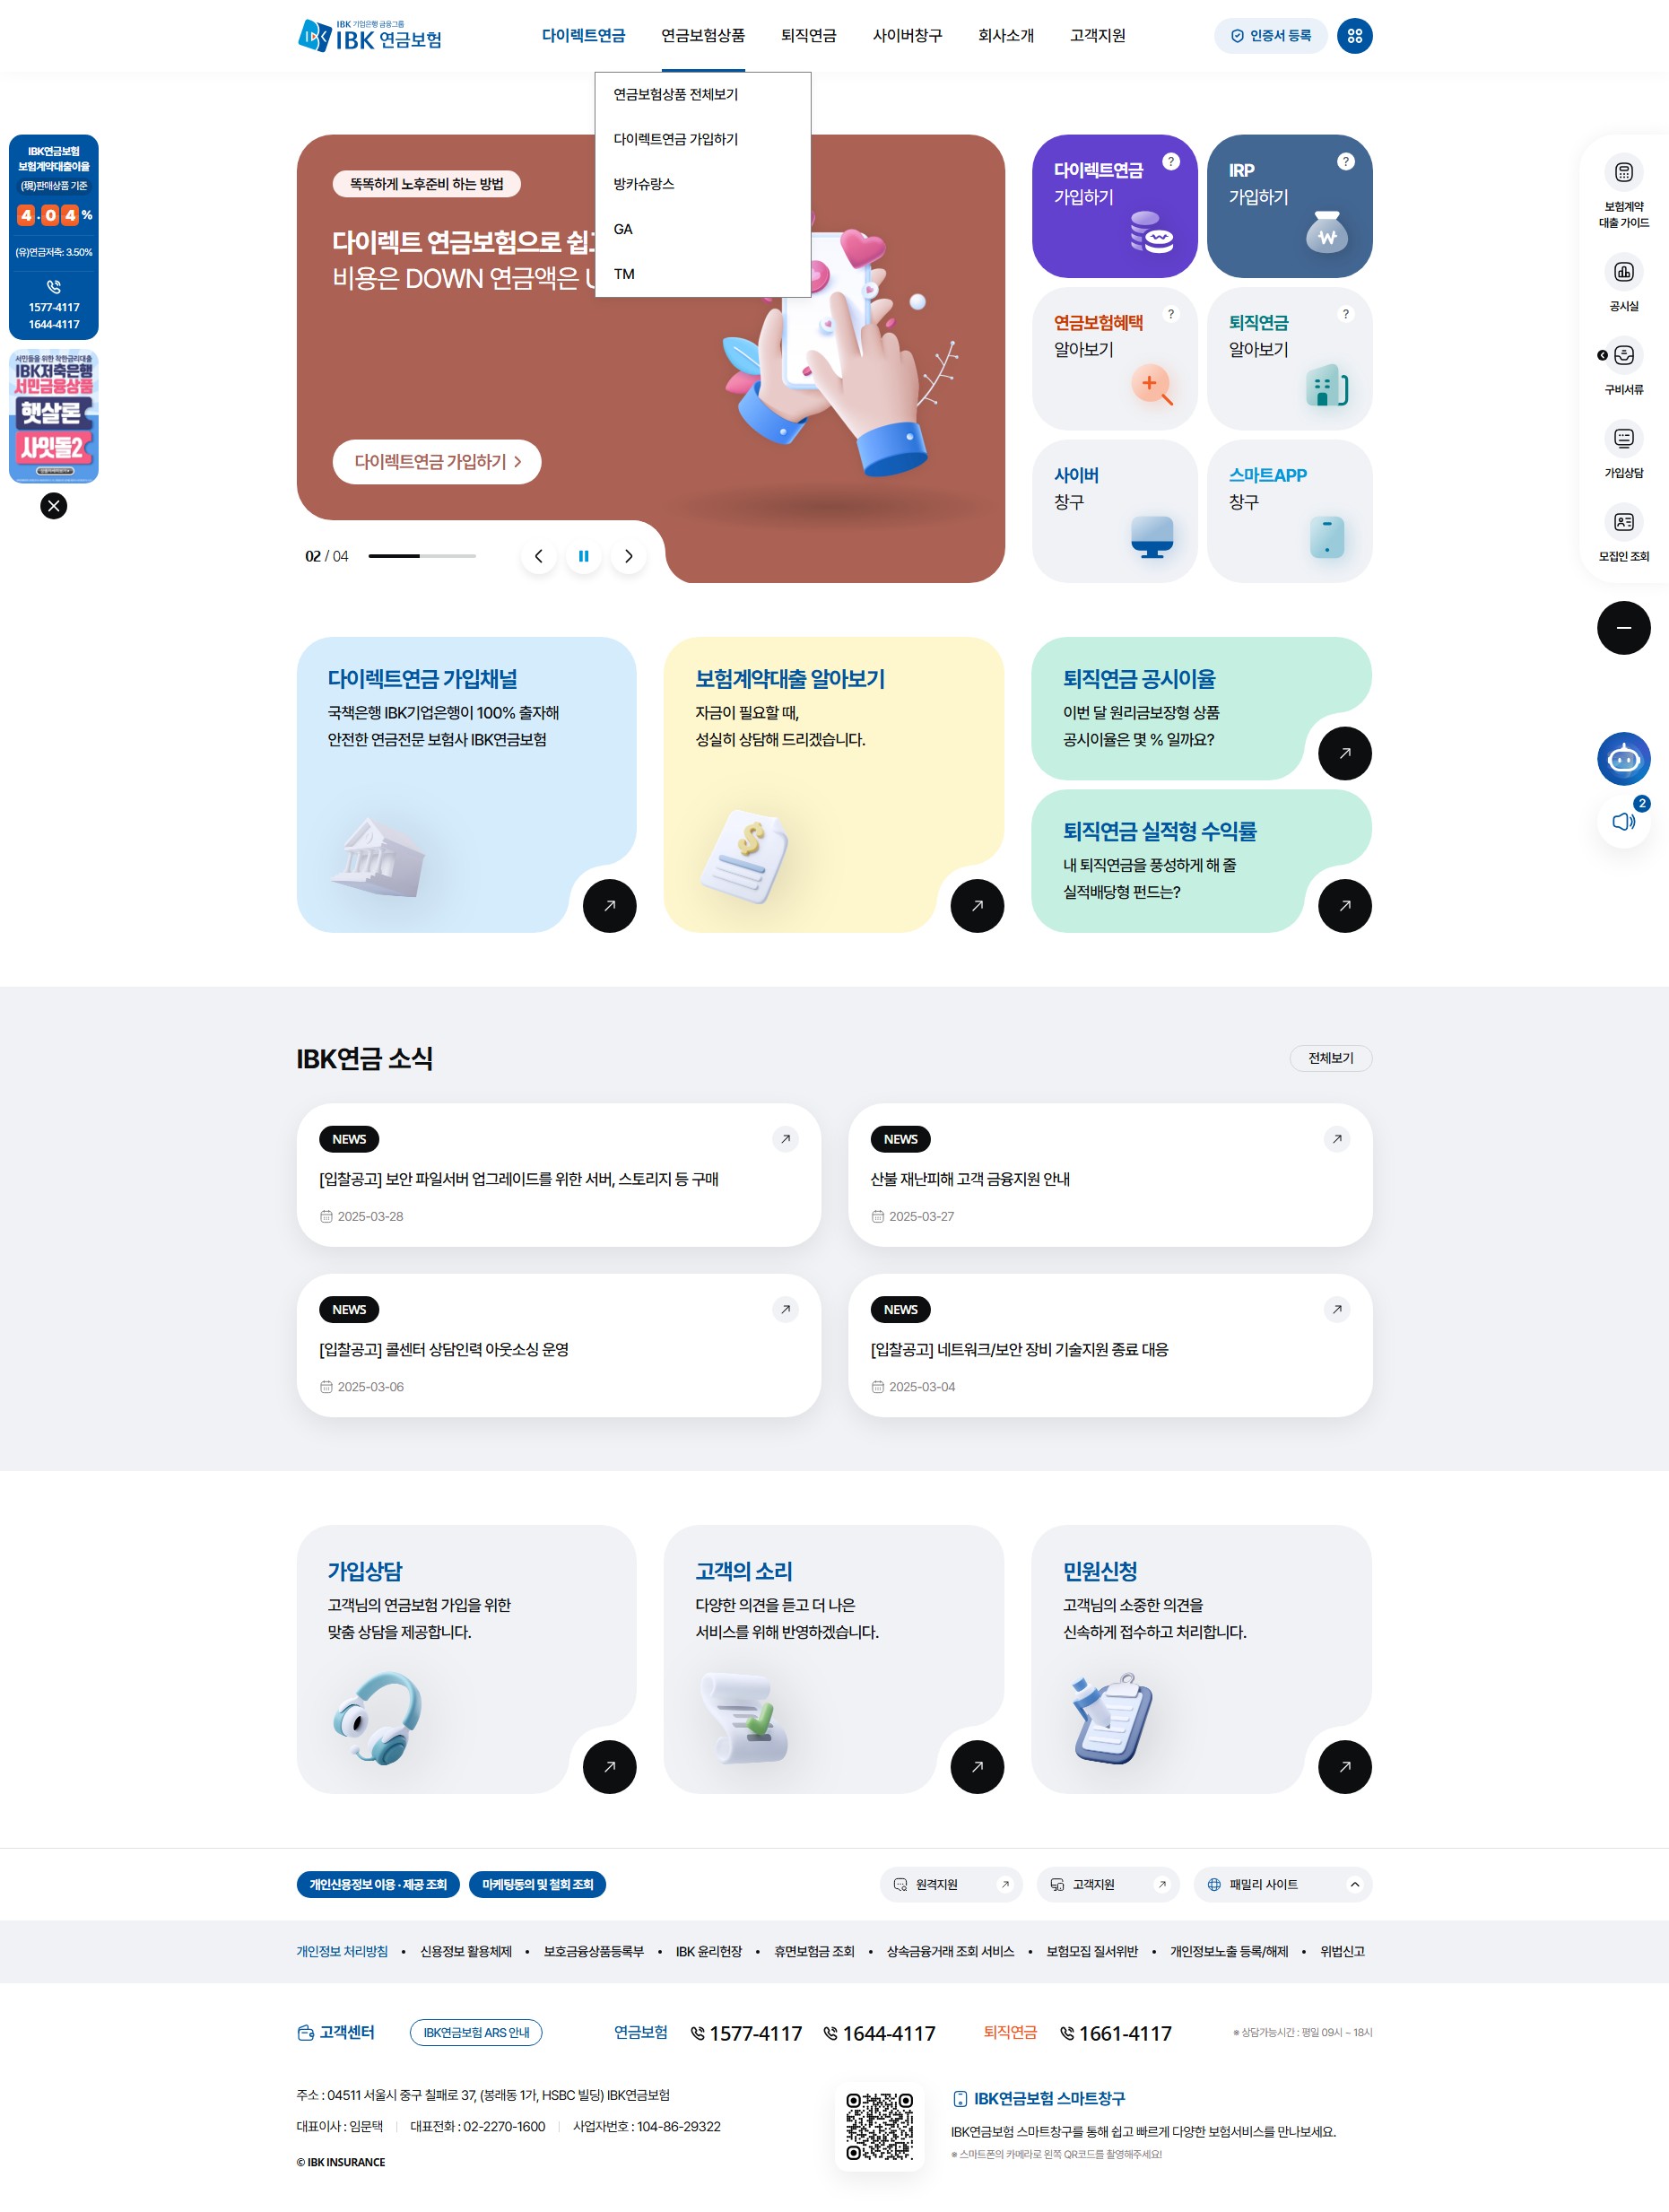 IBK 기업은행 금융그룹
IBK 연금보험
다이렉트연금
연금보험상품
퇴직연금
사이버창구
회사소개
고객지원
인증서 등록
연금보험상품 전체보기
다이렉트연금 가입하기
방카슈랑스
GA
TM
IBK연금보험
보험계약대출이율
(現)판매상품 기준
4.04%
(유)연금저축: 3.50%
1577-4117
1644-4117
서민들을 위한 착한금리대출
IBK저축은행
서민금융상품
햇살론
사잇돌2
똑똑하게 노후준비 하는 방법
다이렉트 연금보험으로 쉽
비용은 DOWN 연금액은
다이렉트연금 가입하기
02 / 04
다이렉트연금
가입하기
?
IRP
가입하기
?
연금보험혜택
알아보기
?
퇴직연금
알아보기
?
사이버
창구
스마트APP
창구
보험계약
대출 가이드
공시실
구비서류
가입상담
모집인 조회
2
다이렉트연금 가입채널
국책은행 IBK기업은행이 100% 출자해
안전한 연금전문 보험사 IBK연금보험
보험계약대출 알아보기
자금이 필요할 때,
성실히 상담해 드리겠습니다.
퇴직연금 공시이율
이번 달 원리금보장형 상품
공시이율은 몇 % 일까요?
퇴직연금 실적형 수익률
내 퇴직연금을 풍성하게 해 줄
실적배당형 펀드는?
IBK연금 소식
전체보기
NEWS
[입찰공고] 보안 파일서버 업그레이드를 위한 서버, 스토리지 등 구매
2025-03-28
NEWS
산불 재난피해 고객 금융지원 안내
2025-03-27
NEWS
[입찰공고] 콜센터 상담인력 아웃소싱 운영
2025-03-06
NEWS
[입찰공고] 네트워크/보안 장비 기술지원 종료 대응
2025-03-04
가입상담
고객님의 연금보험 가입을 위한
맞춤 상담을 제공합니다.
고객의 소리
다양한 의견을 듣고 더 나은
서비스를 위해 반영하겠습니다.
민원신청
고객님의 소중한 의견을
신속하게 접수하고 처리합니다.
개인신용정보 이용 · 제공 조회
마케팅동의 및 철회 조회
원격지원
고객지원
패밀리 사이트
개인정보 처리방침 • 신용정보 활용체제 • 보호금융상품등록부 • IBK 윤리헌장 • 휴면보험금 조회 • 상속금융거래 조회 서비스 • 보험모집 질서위반 • 개인정보노출 등록/해제 • 위법신고
고객센터
IBK연금보험 ARS 안내
연금보험 1577-4117 1644-4117
퇴직연금 1661-4117
※ 상담가능시간 : 평일 09시 ~ 18시
주소 : 04511 서울시 중구 칠패로 37, (봉래동 1가, HSBC 빌딩) IBK연금보험
대표이사 : 임문택 | 대표전화 : 02-2270-1600 | 사업자번호 : 104-86-29322
© IBK INSURANCE
IBK연금보험 스마트창구
IBK연금보험 스마트창구를 통해 쉽고 빠르게 다양한 보험서비스를 만나보세요.
※ 스마트폰의 카메라로 왼쪽 QR코드를 촬영해주세요!